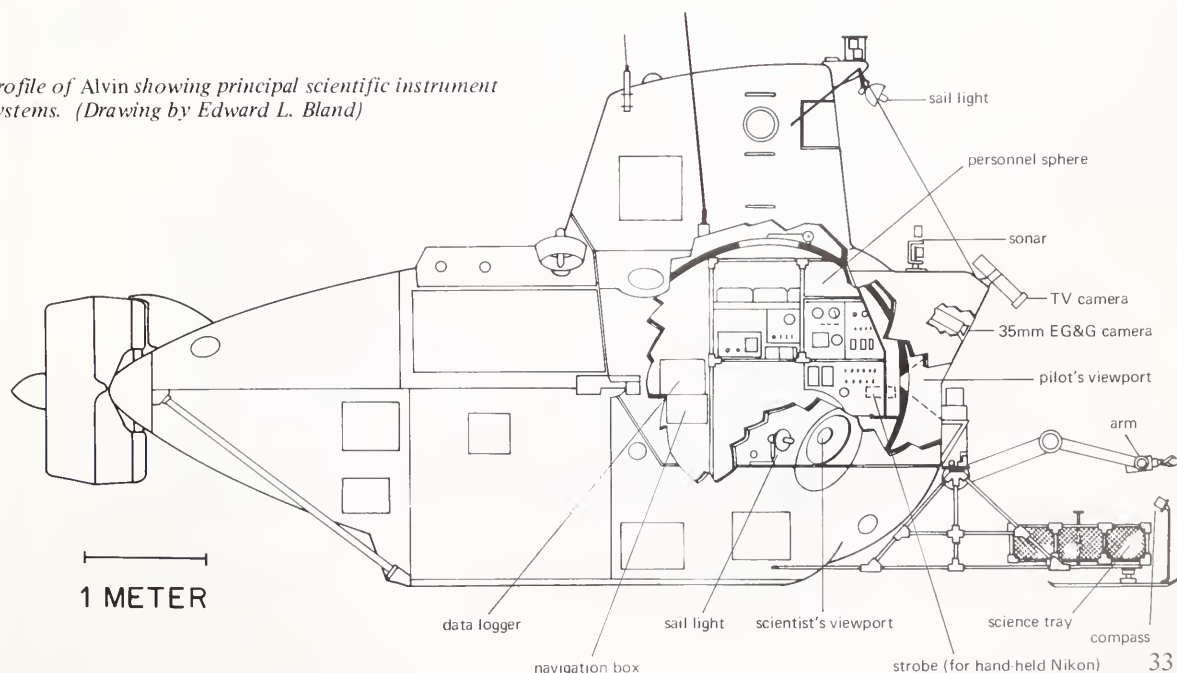 rofile of Alvin showing principal scientific instrument
ystems. (Drawing by Edward L. Bland)
sail light
personnel sphere
sonar
TV camera
35mm EG&G camera
pilot's viewport
arm
1 METER
data logger
sail light
scientist's viewport
science tray
compass
navigation box
strobe (for hand-held Nikon)
33